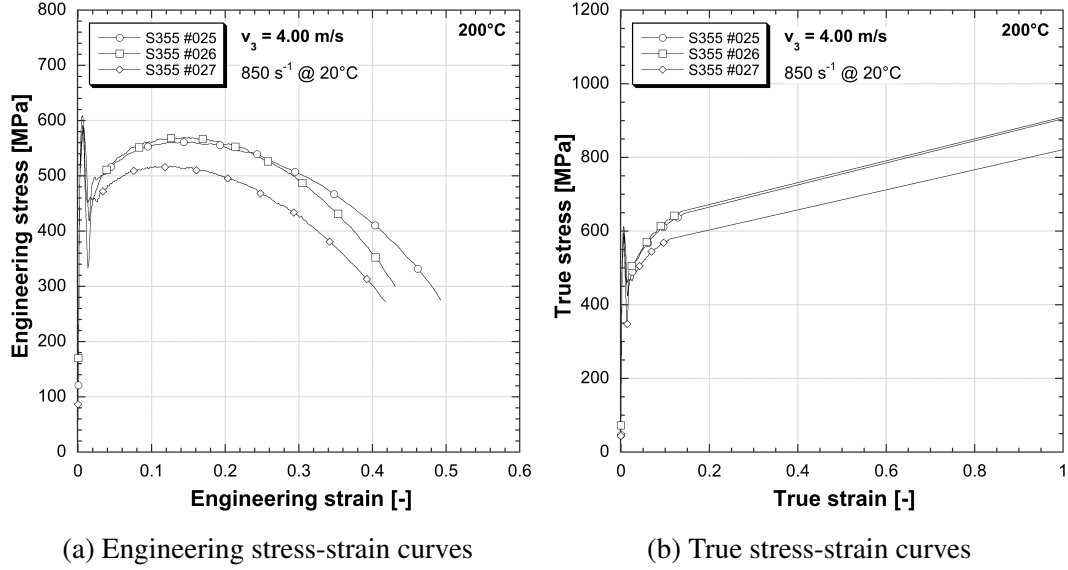 800
700
600
500
400
300
200
100
0
Engineering stress [MPa]
S355 #025
S355 #026
S355 #027
v₃ = 4.00 m/s
850 s⁻¹ @ 20°C
200°C
0 0.1 0.2 0.3 0.4 0.5 0.6
Engineering strain [-]
(a) Engineering stress-strain curves
1200
1000
800
600
400
200
0
True stress [MPa]
S355 #025
S355 #026
S355 #027
v₃ = 4.00 m/s
850 s⁻¹ @ 20°C
200°C
0 0.2 0.4 0.6 0.8 1
True strain [-]
(b) True stress-strain curves